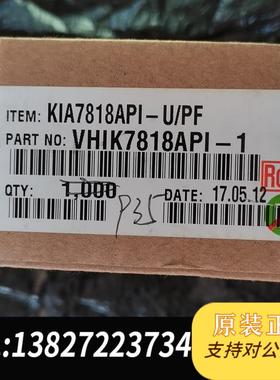 ITEM: KIA7818API-U/PF
PART NO: VHIK7818API-1
QTY: 1,000 DATE: 17.05.12
P35
原装正
支持对公
:13827223734